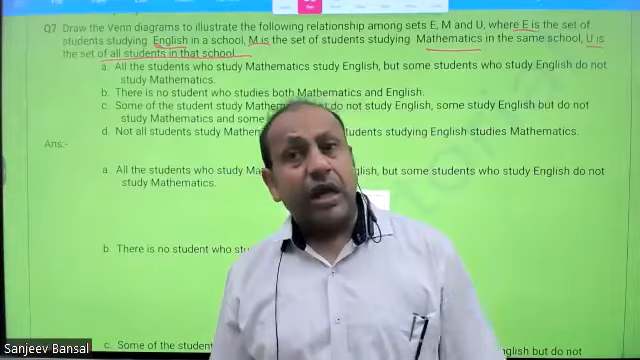 Q7 Draw the Venn diagrams to illustrate the following relationship among sets E, M and U, where E is the set of
students studying English in a school, M is the set of students studying Mathematics in the same school, U is
the set of all students in that school.
a. All the students who study Mathematics study English, but some students who study English do not
study Mathematics.
b. There is no student who studies both Mathematics and English.
c. Some of the student study Mathem t do not study English, some study English but do not
study Mathematics and some
d. Not all students study Mathem tudents studying English studies Mathematics.
Ans:-
a. All the students who study Ma glish, but some students who study English do not
study Mathematics.
b. There is no student who stu
c. Some of the student nglish but do not
Sanjeev Bansal